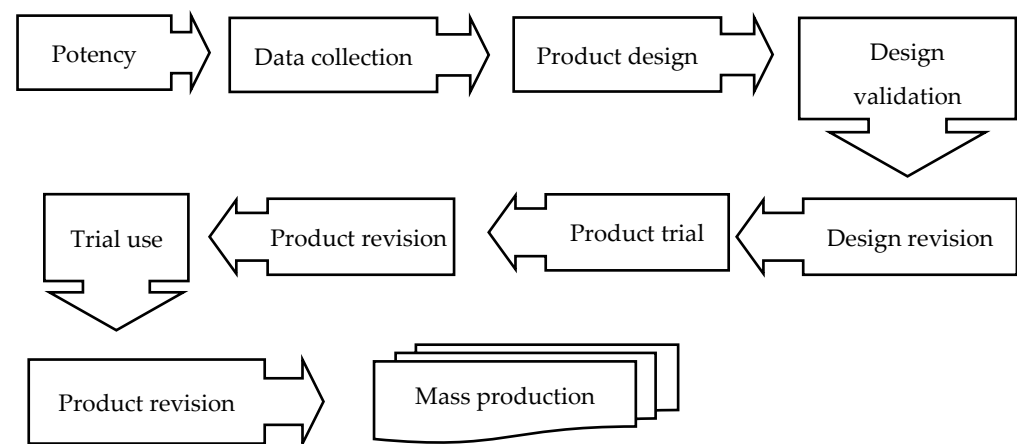 Potency
Data collection
Product design
Design
validation
Trial use
Product revision
Product trial
Design revision
Product revision
Mass production